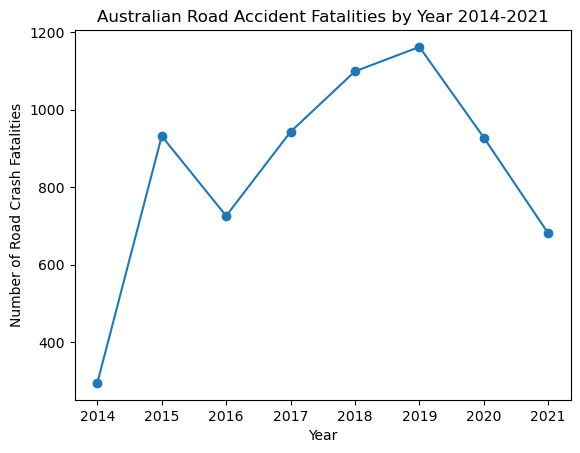 Australian Road Accident Fatalities by Year 2014-2021
1200
1000
800
600
400
Number of Road Crash Fatalities
2014 2015 2016 2017 2018 2019 2020 2021
Year